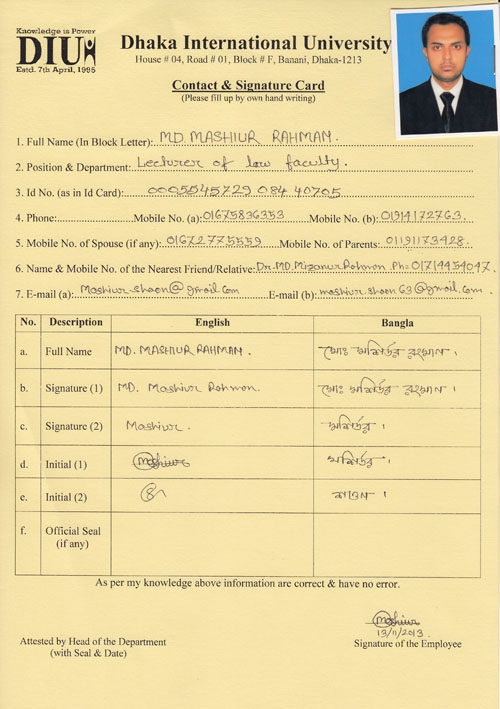 Knowledge is Power
DIU
Estd. 7th April, 1995
Dhaka International University
House # 04, Road # 01, Block # F, Banani, Dhaka-1213
Contact & Signature Card
(Please fill up by own hand writing)
1. Full Name (In Block Letter): MD. MASHIUR RAHMAN.
2. Position & Department: Lecturer of law faculty.
3. Id No. (as in Id Card): 0005545729 084 40705
4. Phone: Mobile No. (a): 01675836353 Mobile No. (b): 01914172763
5. Mobile No. of Spouse (if any): 01672775559 Mobile No. of Parents: 01191173428
6. Name & Mobile No. of the Nearest Friend/Relative: Dr. MD. Mizanur Rahman Ph: 01714454047
7. E-mail (a): Mashiur.shaon@gmail.com E-mail (b): mashiur.shaon63@gmail.com
No. Description English Bangla
a. Full Name MD. MASHIUR RAHMAN. মোঃ মশিউর রহমান।
b. Signature (1) MD. Mashiur Rahman. মোঃ মশিউর রহমান।
c. Signature (2) Mashiur. মশিউর।
d. Initial (1) Mashiur মশিউর।
e. Initial (2) শাওন।
f. Official Seal
(if any)
As per my knowledge above information are correct & have no error.
Mashiur
13/11/2013
Attested by Head of the Department
(with Seal & Date)
Signature of the Employee